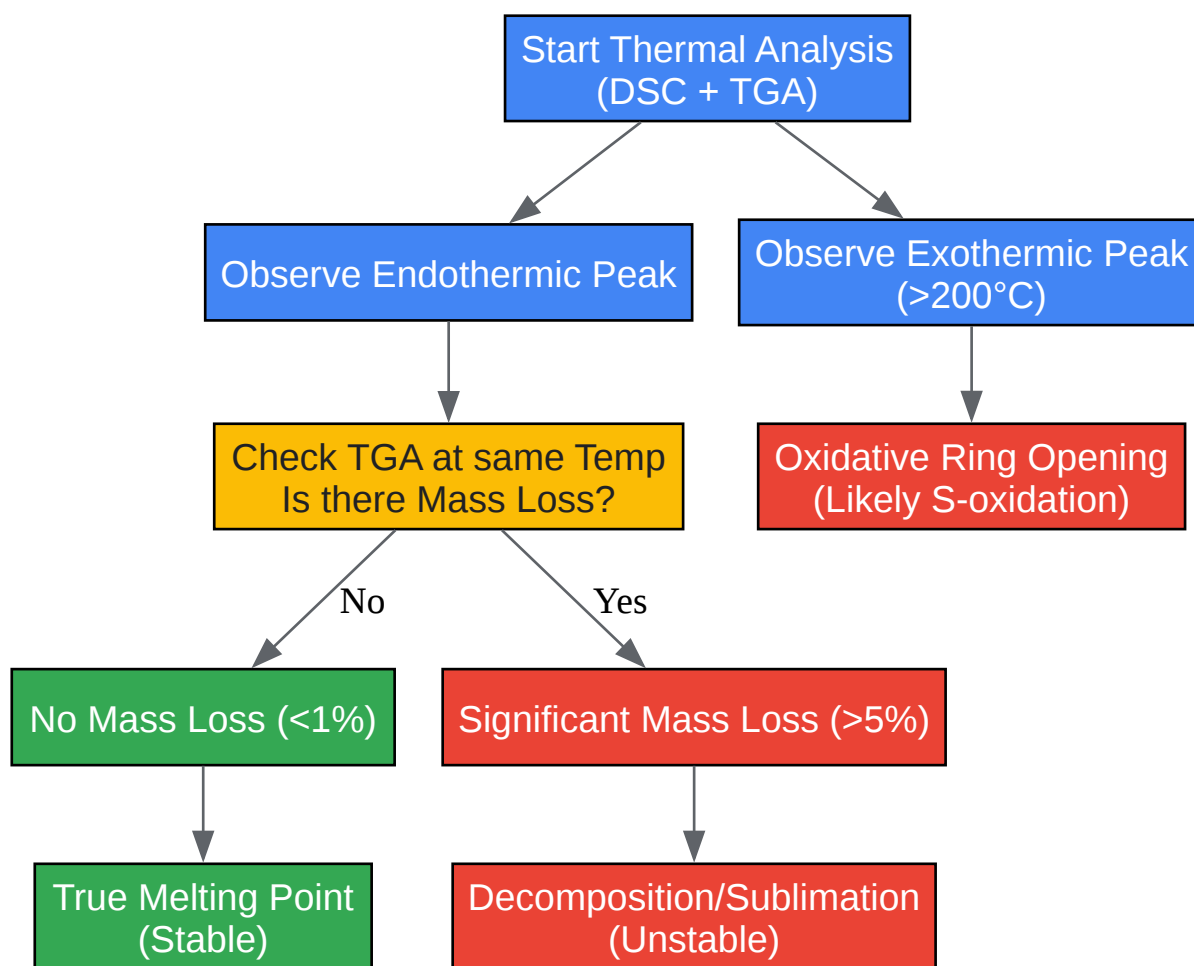 Start Thermal Analysis
(DSC + TGA)
Observe Endothermic Peak
Observe Exothermic Peak
(>200°C)
Check TGA at same Temp
Is there Mass Loss?
Oxidative Ring Opening
(Likely S-oxidation)
No
Yes
No Mass Loss (<1%)
Significant Mass Loss (>5%)
True Melting Point
(Stable)
Decomposition/Sublimation
(Unstable)